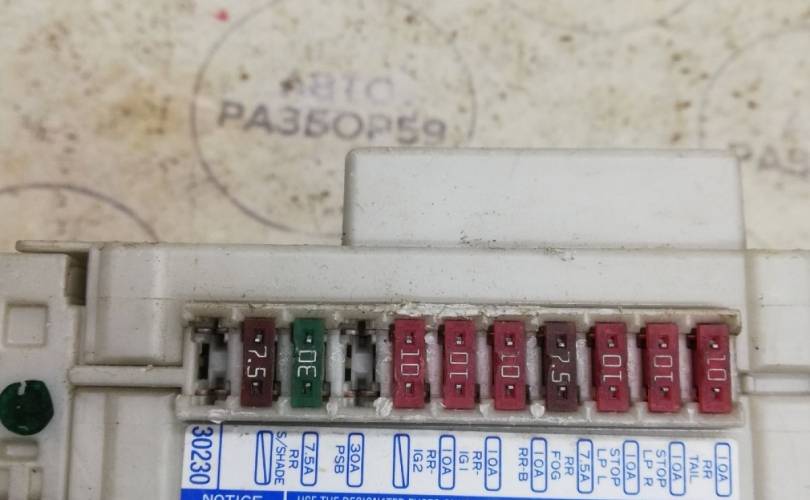 АВТО
РАЗБОР59
7.5
30
10
10
10
7.5
10
10
10
10A
RR
TAIL
10A
STOP
LP R
10A
STOP
LP L
7.5A
RR
FOG
10A
RR-B
10A
RR-
IG1
10A
RR-
IG2
30A
PSB
7.5A
RR
S/SHADE
30230
NOTICE
USE THE DESIGNATED